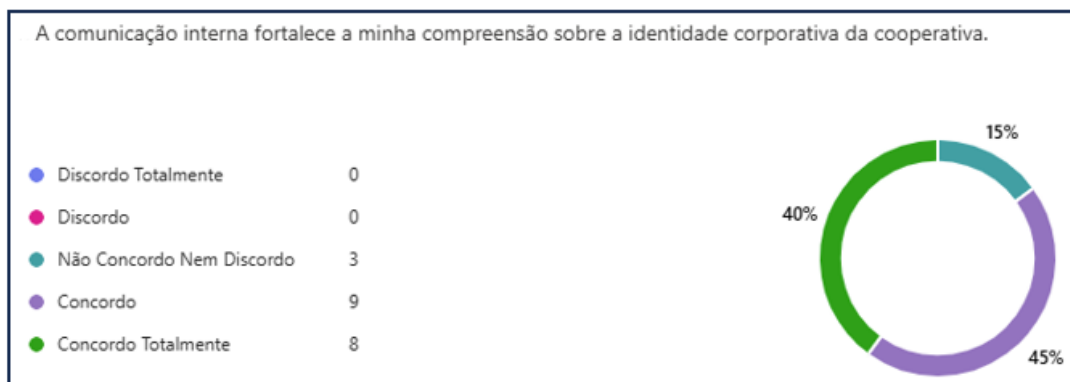 A comunicação interna fortalece a minha compreensão sobre a identidade corporativa da cooperativa.
15%
Discordo Totalmente 0
Discordo 0
40%
Não Concordo Nem Discordo 3
Concordo 9
Concordo Totalmente 8
45%